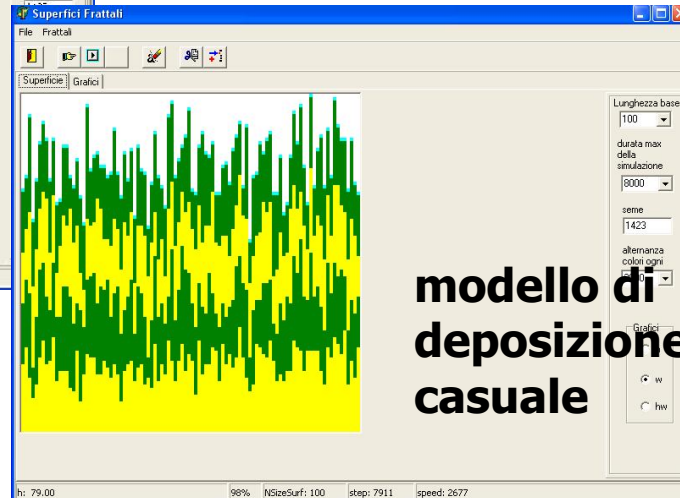 Superfici Frattali
File Frattali
Superficie Grafici
Lunghezza base
100
durata max
della
simulazione
8000
seme
1423
alternanza
colori ogni
modello di
deposizione
casuale
Grafici
w
hw
h: 79.00 98% NSizeSurf: 100 step: 7911 speed: 2677